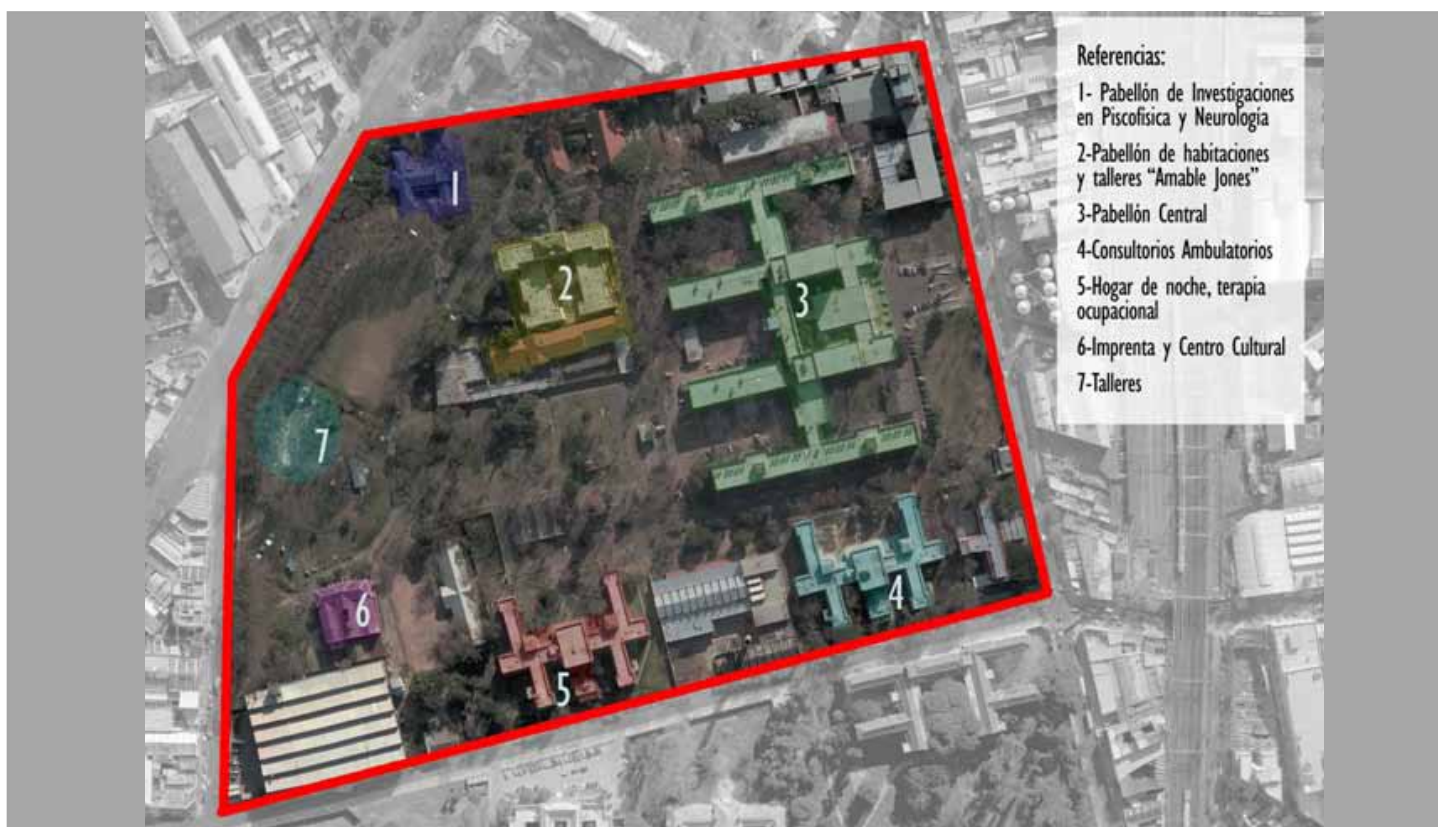 Referencias:
1- Pabellón de Investigaciones
en Piscofísica y Neurología
2-Pabellón de habitaciones
y talleres “Amable Jones”
3-Pabellón Central
4-Consultorios Ambulatorios
5-Hogar de noche, terapia
ocupacional
6-Imprenta y Centro Cultural
7-Talleres
1
2
3
7
4
6
5